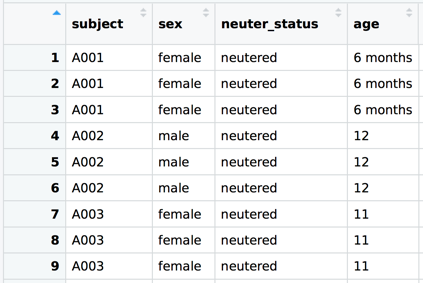 subject sex neuter_status age
1 A001 female neutered 6 months
2 A001 female neutered 6 months
3 A001 female neutered 6 months
4 A002 male neutered 12
5 A002 male neutered 12
6 A002 male neutered 12
7 A003 female neutered 11
8 A003 female neutered 11
9 A003 female neutered 11